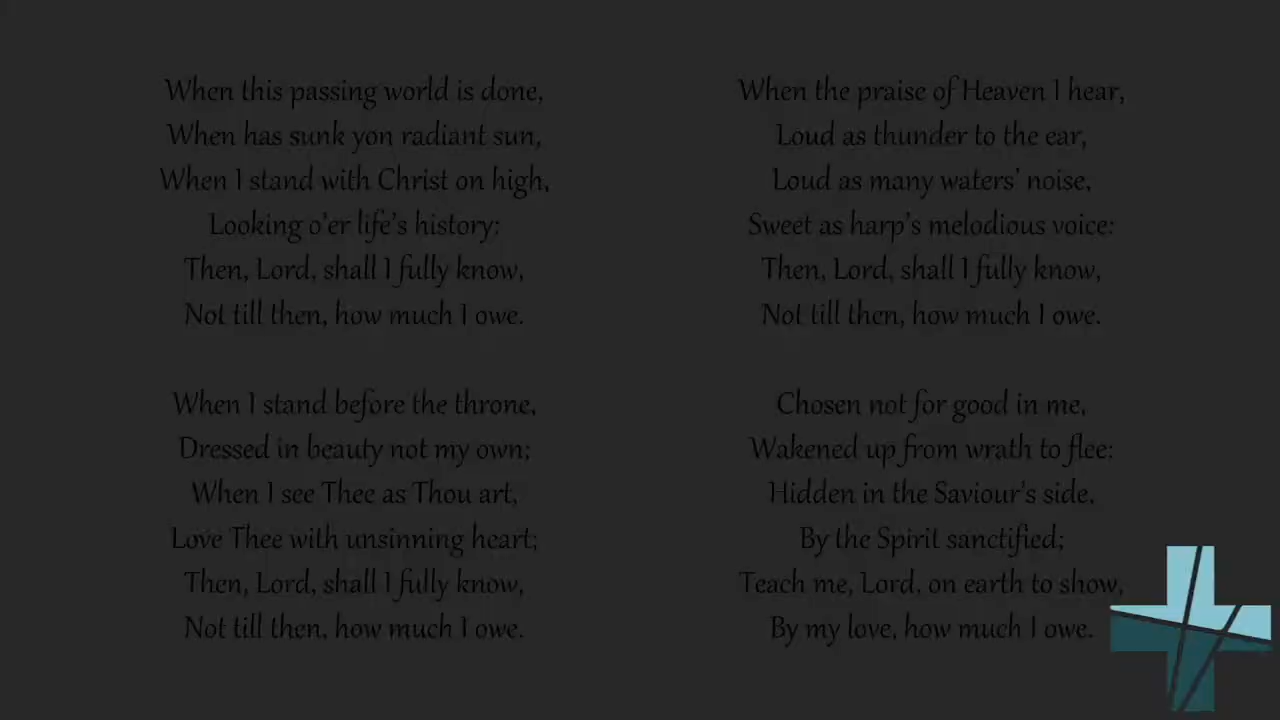 When this passing world is done,
When has sunk yon radiant sun,
When I stand with Christ on high,
Looking o'er life's history:
Then, Lord, shall I fully know,
Not till then, how much I owe.
When I stand before the throne,
Dressed in beauty not my own;
When I see Thee as Thou art,
Love Thee with unsinning heart;
Then, Lord, shall I fully know,
Not till then, how much I owe.
When the praise of Heaven I hear,
Loud as thunder to the ear,
Loud as many waters' noise,
Sweet as harp's melodious voice:
Then, Lord, shall I fully know,
Not till then, how much I owe.
Chosen not for good in me,
Wakened up from wrath to flee:
Hidden in the Saviour's side,
By the Spirit sanctified;
Teach me, Lord, on earth to show,
By my love, how much I owe.